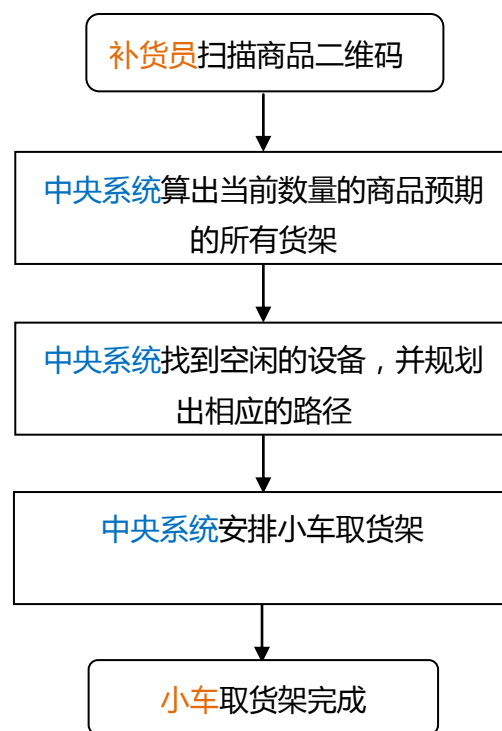 补货员扫描商品二维码
中央系统算出当前数量的商品预期
的所有货架
中央系统找到空闲的设备，并规划
出相应的路径
中央系统安排小车取货架
小车取货架完成